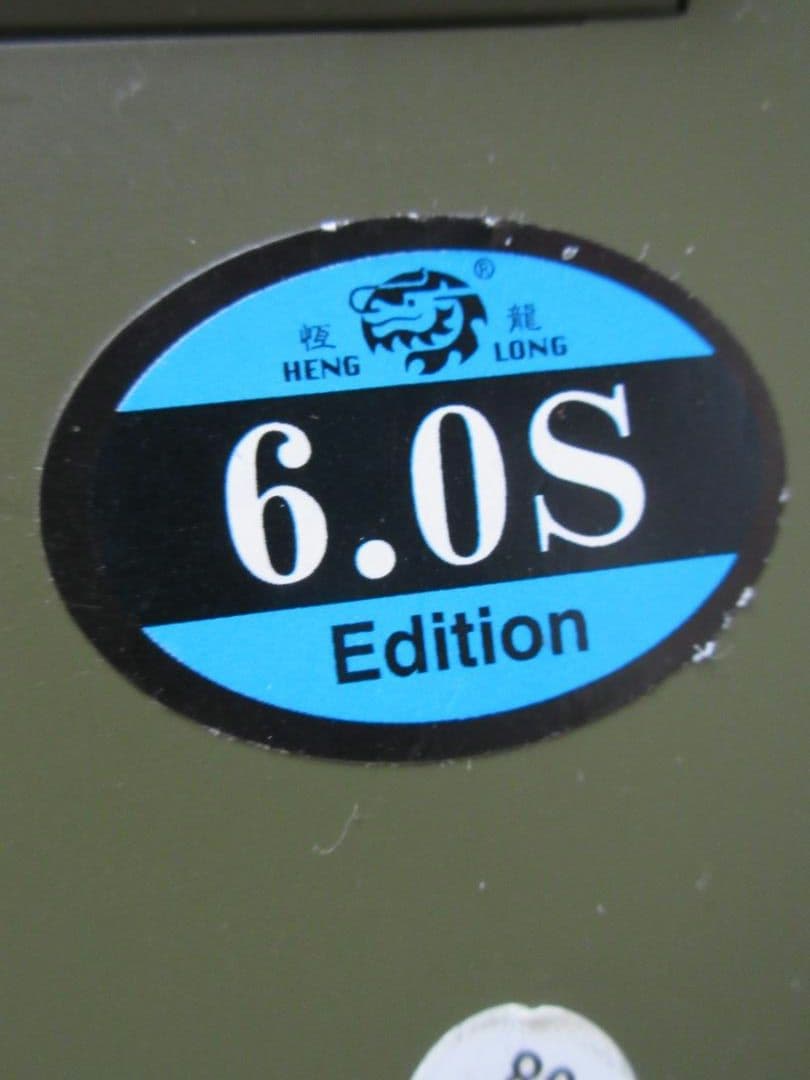 ®
恆 龍
HENG LONG
6.0S
Edition